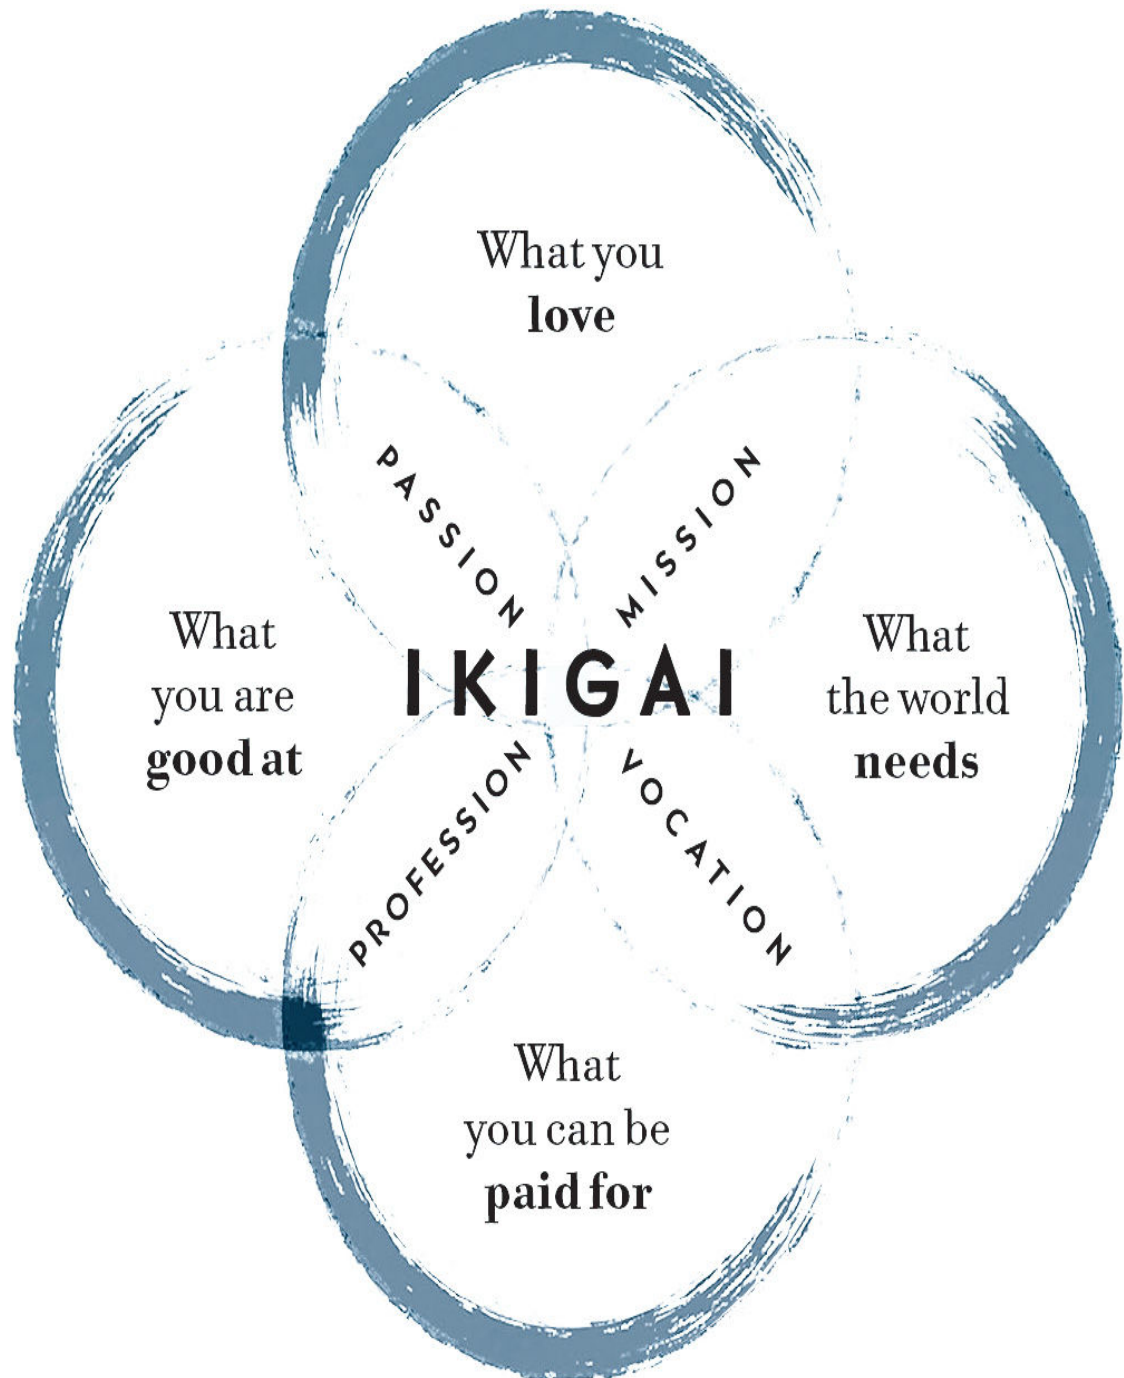 What you
love
PASSION
MISSION
What
you are
good at
IKIGAI
What
the world
needs
PROFESSION
VOCATION
What
you can be
paid for